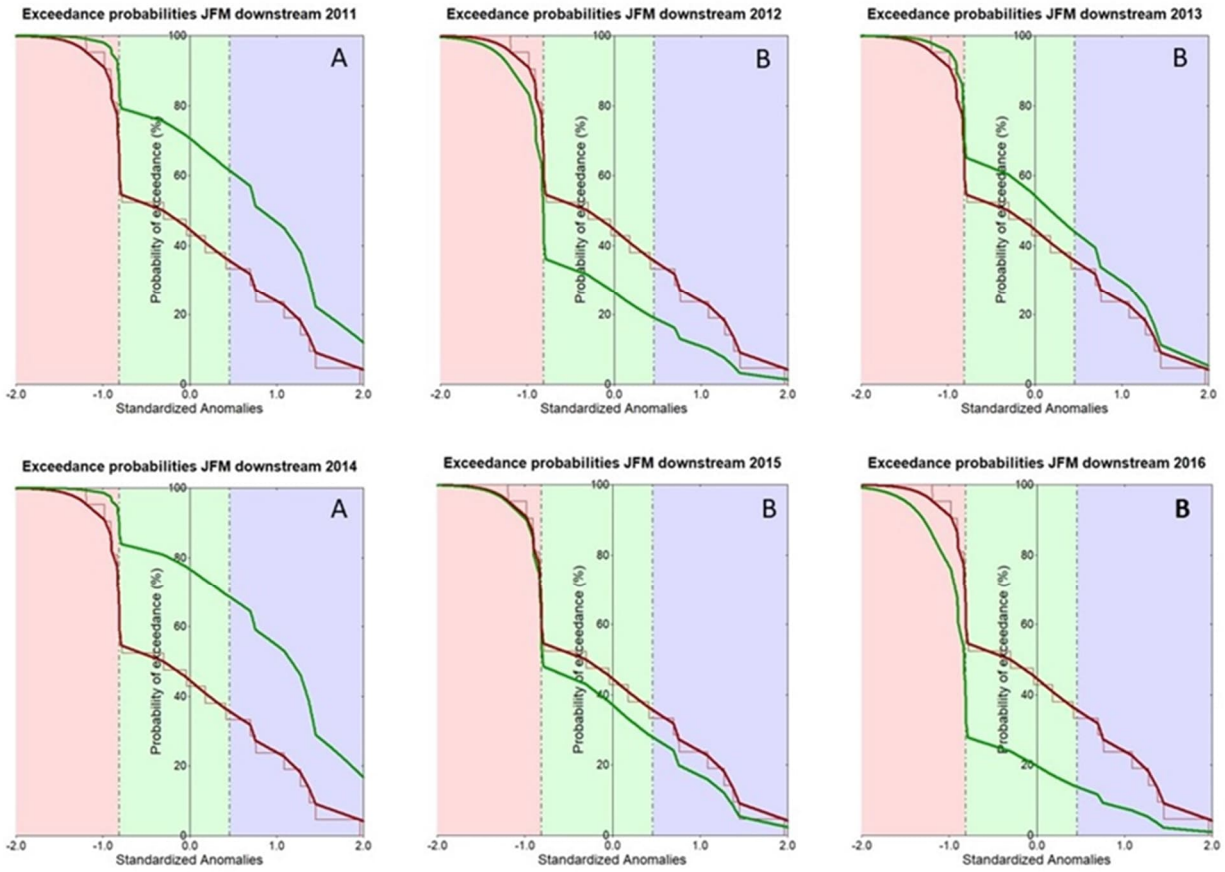 Exceedance probabilities JFM downstream 2011
A
100
80
60
40
20
0
Probability of exceedance (%)
-2.0 -1.0 0.0 1.0 2.0
Standardized Anomalies
Exceedance probabilities JFM downstream 2012
B
100
80
60
40
20
0
Probability of exceedance (%)
-2.0 -1.0 0.0 1.0 2.0
Standardized Anomalies
Exceedance probabilities JFM downstream 2013
B
100
80
60
40
20
0
Probability of exceedance (%)
-2.0 -1.0 0.0 1.0 2.0
Standardized Anomalies
Exceedance probabilities JFM downstream 2014
A
100
80
60
40
20
0
Probability of exceedance (%)
-2.0 -1.0 0.0 1.0 2.0
Standardized Anomalies
Exceedance probabilities JFM downstream 2015
B
100
80
60
40
20
0
Probability of exceedance (%)
-2.0 -1.0 0.0 1.0 2.0
Standardized Anomalies
Exceedance probabilities JFM downstream 2016
B
100
80
60
40
20
0
Probability of exceedance (%)
-2.0 -1.0 0.0 1.0 2.0
Standardized Anomalies